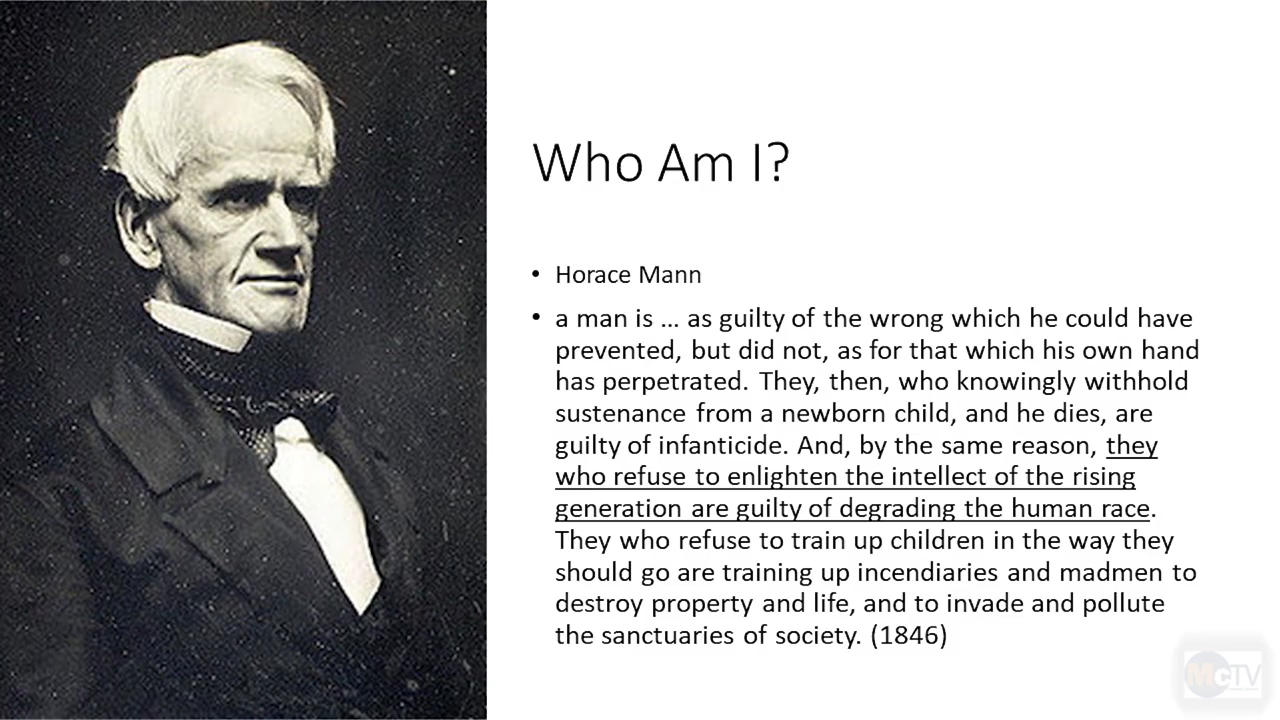 Who Am I?
• Horace Mann
• a man is … as guilty of the wrong which he could have
prevented, but did not, as for that which his own hand
has perpetrated. They, then, who knowingly withhold
sustenance from a newborn child, and he dies, are
guilty of infanticide. And, by the same reason, they
who refuse to enlighten the intellect of the rising
generation are guilty of degrading the human race.
They who refuse to train up children in the way they
should go are training up incendiaries and madmen to
destroy property and life, and to invade and pollute
the sanctuaries of society. (1846)
McTV